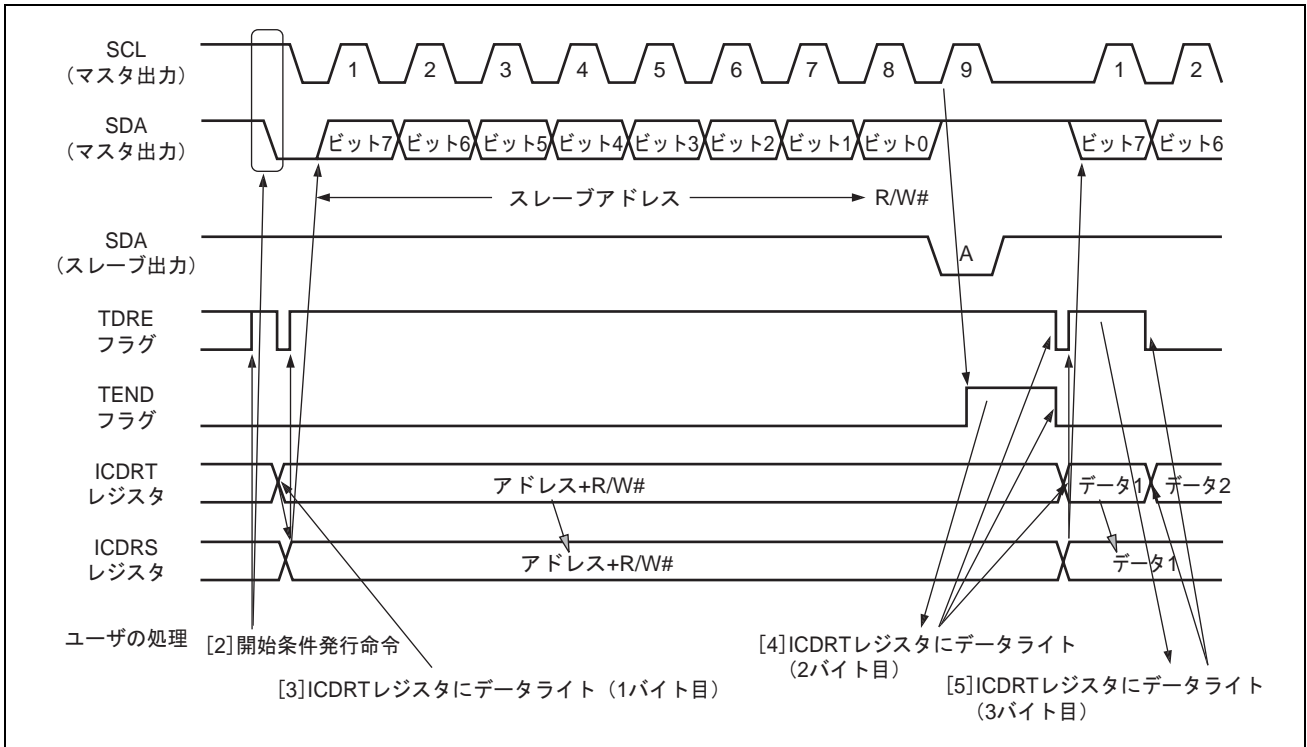 SCL
（マスタ出力）
1 2 3 4 5 6 7 8 9 1 2
SDA
（マスタ出力）
ビット7 ビット6 ビット5 ビット4 ビット3 ビット2 ビット1 ビット0 ビット7 ビット6
スレーブアドレス R/W#
SDA
（スレーブ出力）
A
TDRE
フラグ
TEND
フラグ
ICDRT
レジスタ
アドレス+R/W# データ1 データ2
ICDRS
レジスタ
アドレス+R/W# データ1
ユーザの処理
[2]開始条件発行命令
[3]ICDRTレジスタにデータライト（1バイト目）
[4]ICDRTレジスタにデータライト
（2バイト目）
[5]ICDRTレジスタにデータライト
（3バイト目）